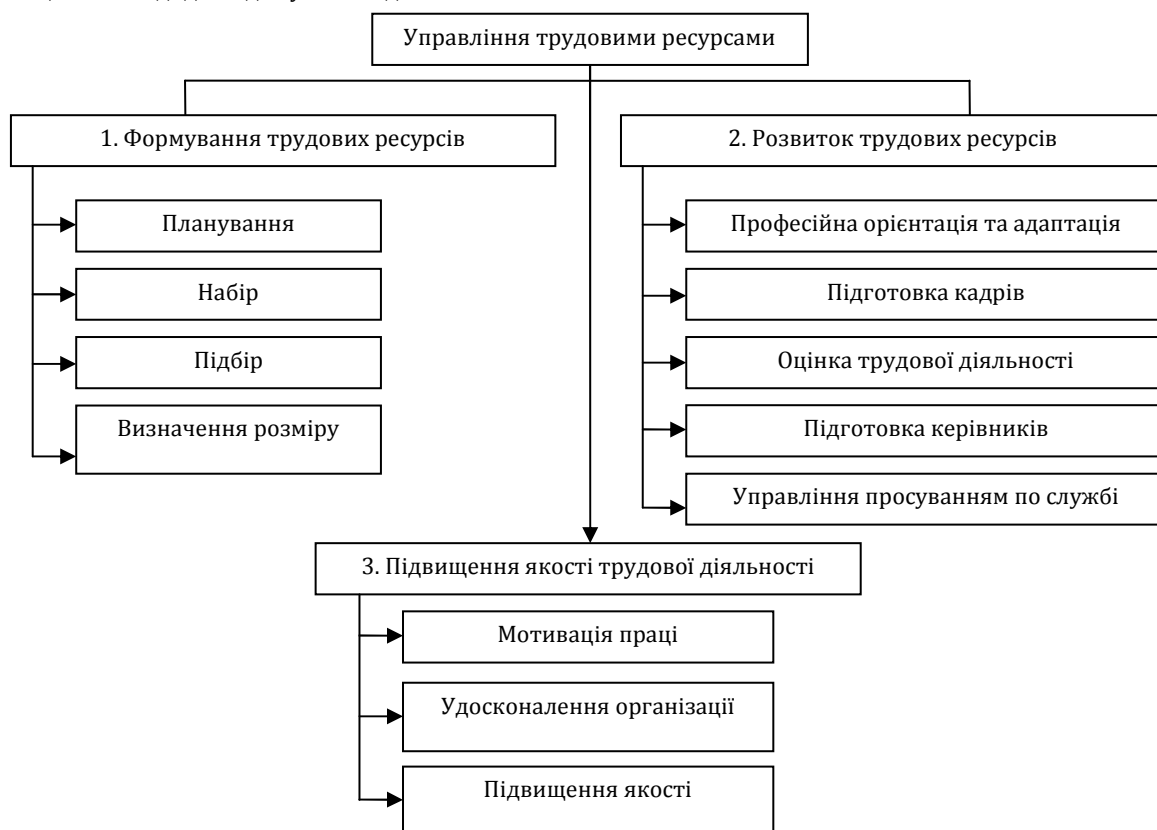 Управління трудовими ресурсами
1. Формування трудових ресурсів
Планування
Набір
Підбір
Визначення розміру
2. Розвиток трудових ресурсів
Професійна орієнтація та адаптація
Підготовка кадрів
Оцінка трудової діяльності
Підготовка керівників
Управління просуванням по службі
3. Підвищення якості трудової діяльності
Мотивація праці
Удосконалення організації
Підвищення якості